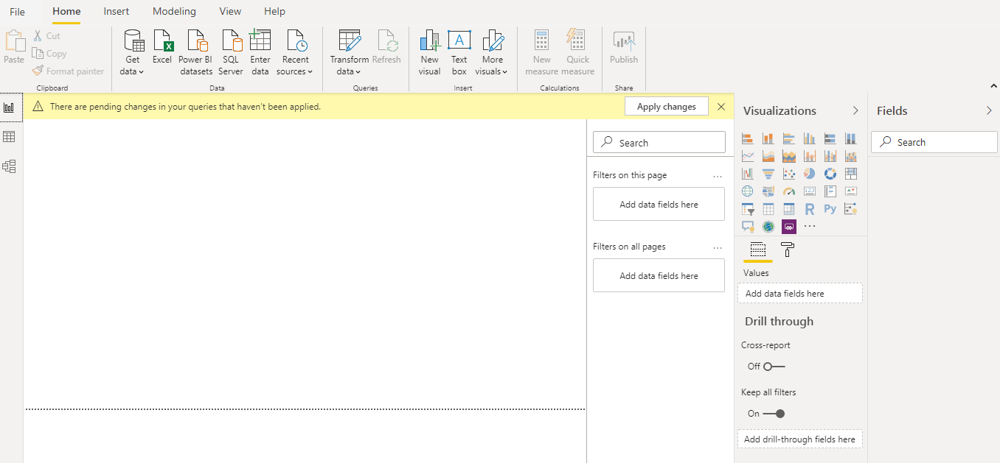 File Home Insert Modeling View Help
Paste
Cut
Copy
Format painter
Clipboard
Get data
Excel
Power BI datasets
SQL Server
Enter data
Recent sources
Data
Transform data
Refresh
Queries
New visual
Text box
More visuals
Insert
New measure
Quick measure
Calculations
Publish
Share
There are pending changes in your queries that haven't been applied.
Apply changes
Search
Filters on this page
Add data fields here
Filters on all pages
Add data fields here
Visualizations
123
R
Py
Values
Add data fields here
Drill through
Cross-report
Off
Keep all filters
On
Add drill-through fields here
Fields
Search